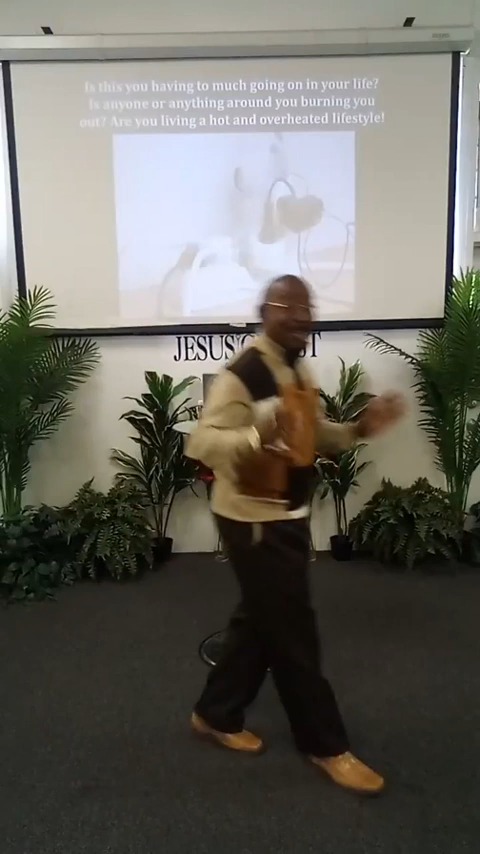 Is this you having to much going on in your life?
Is anyone or anything around you burning you
out? Are you living a hot and overheated lifestyle!
JESUS